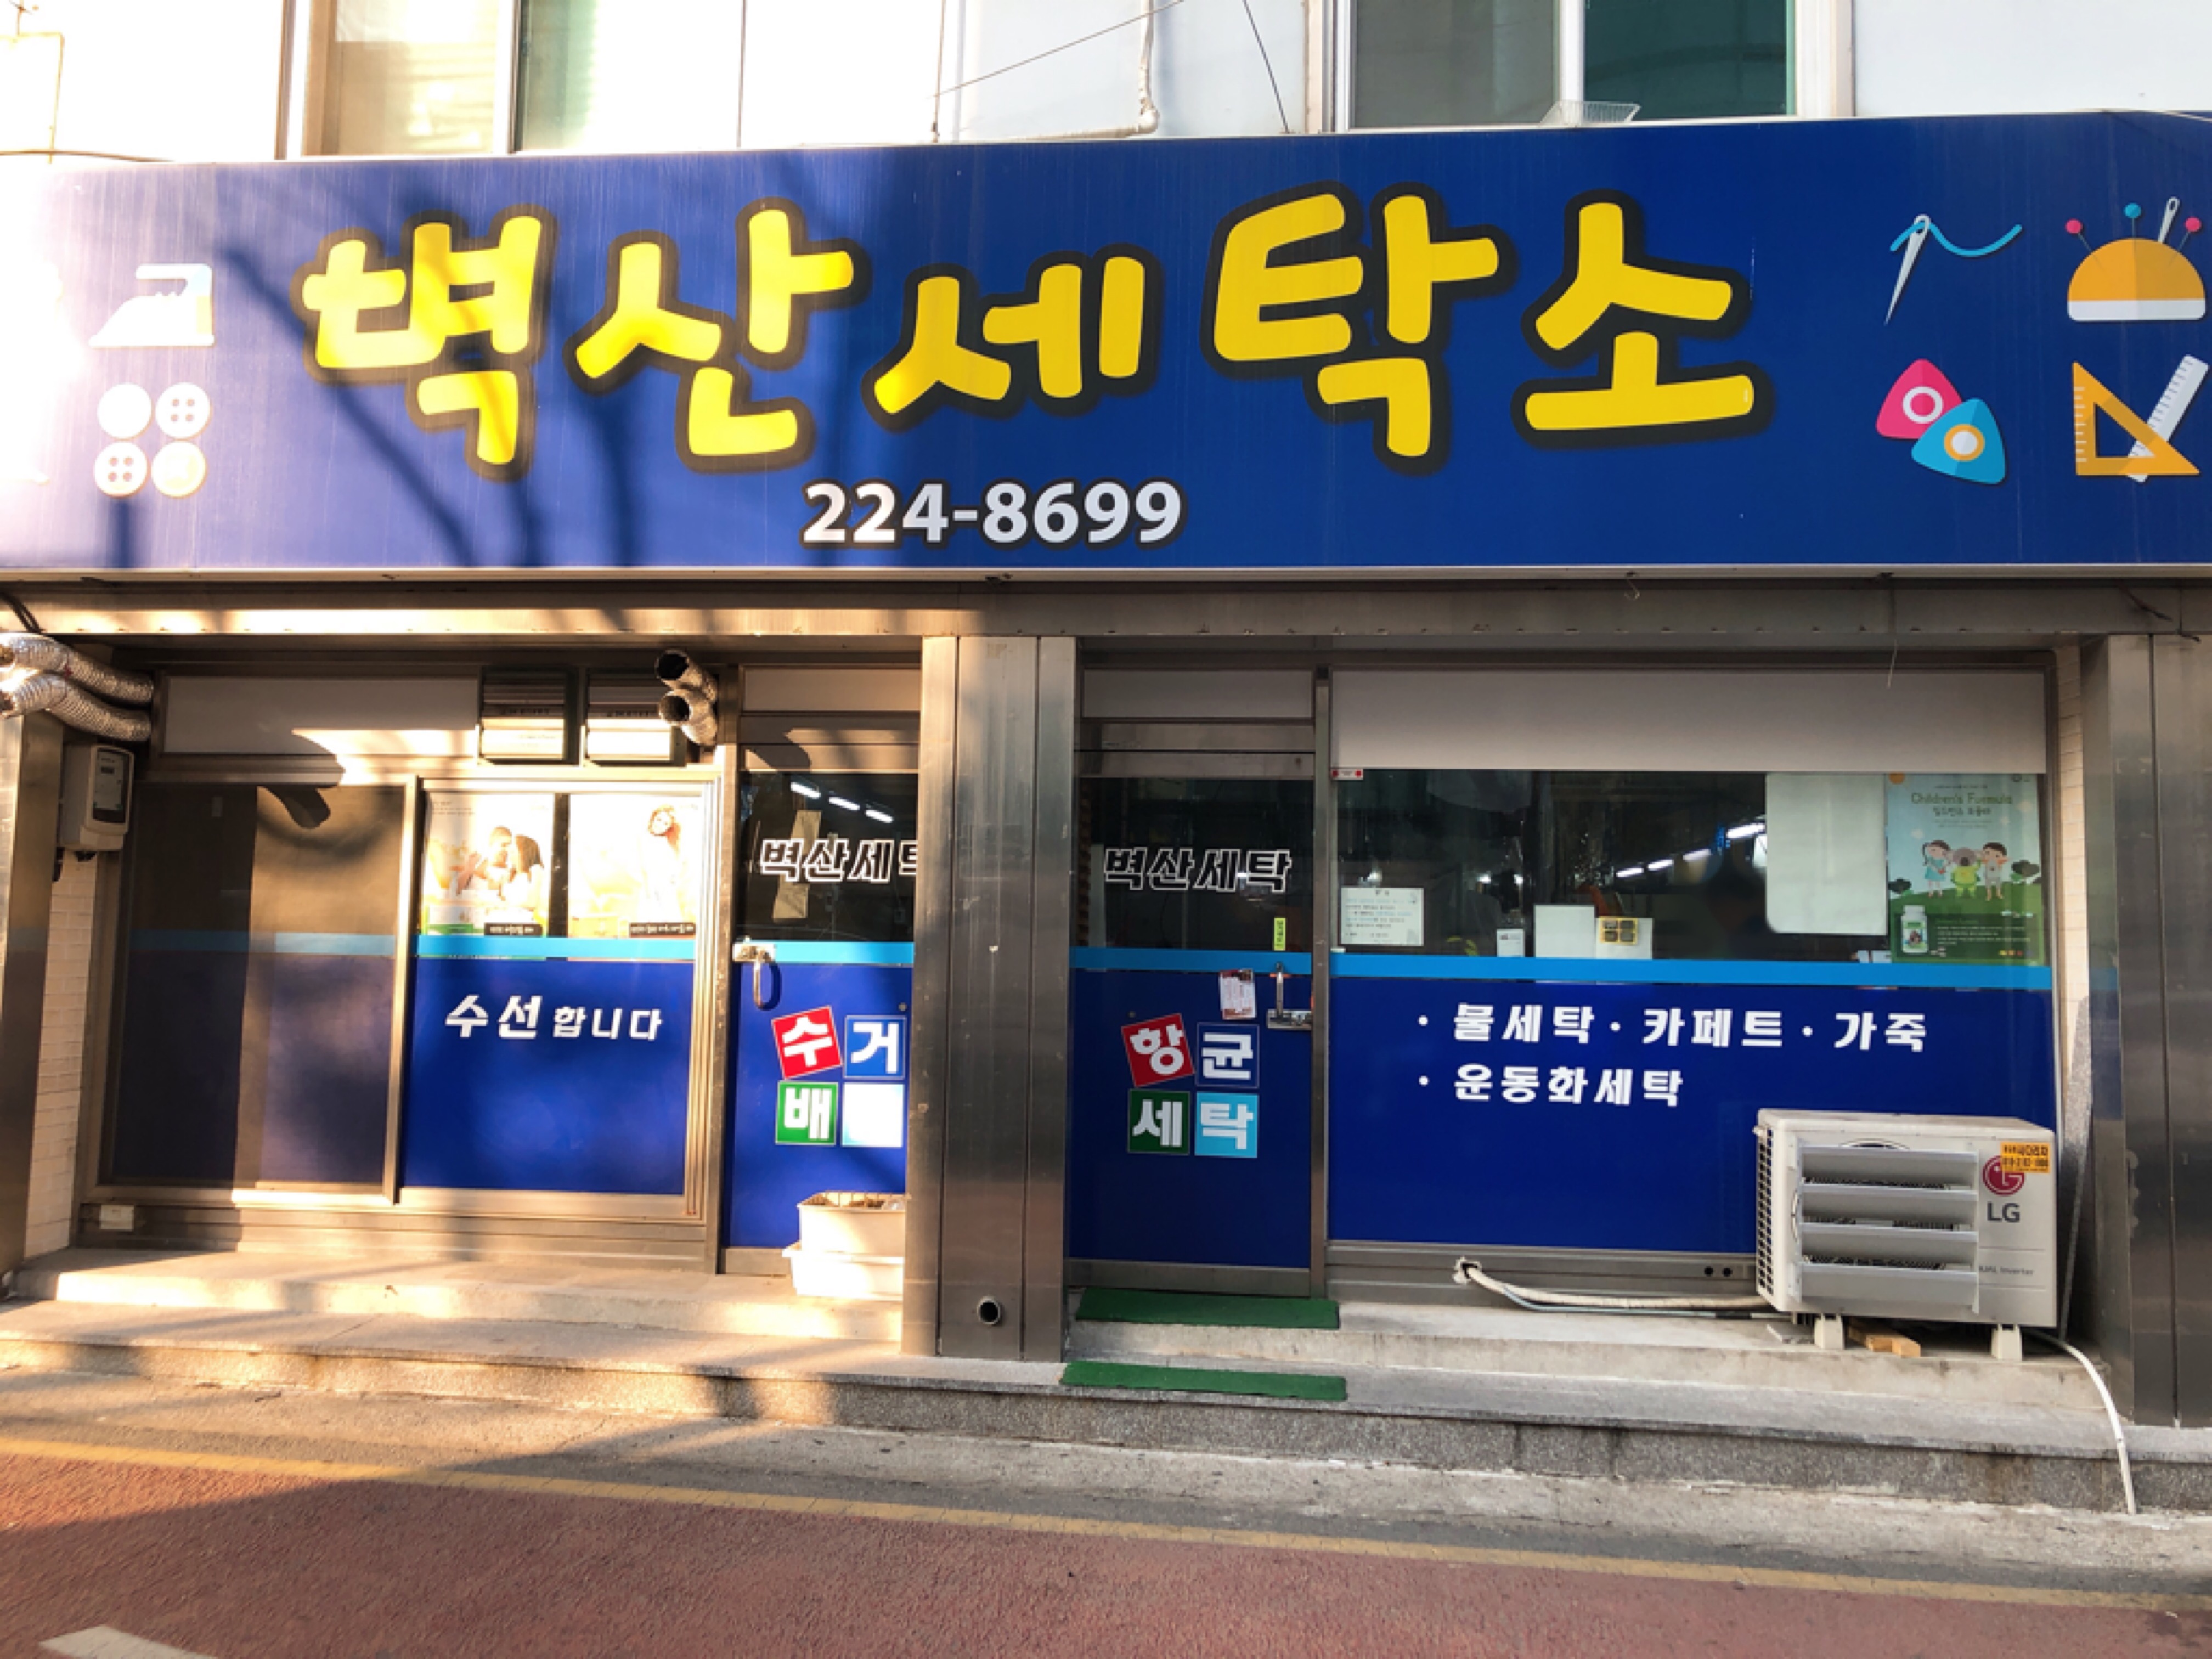 벽산세탁소
224-8699
벽산세탁
벽산세탁
Children's Formula
수선합니다
수거
배
항균
세탁
· 물세탁 · 카페트 · 가죽
· 운동화세탁
LG